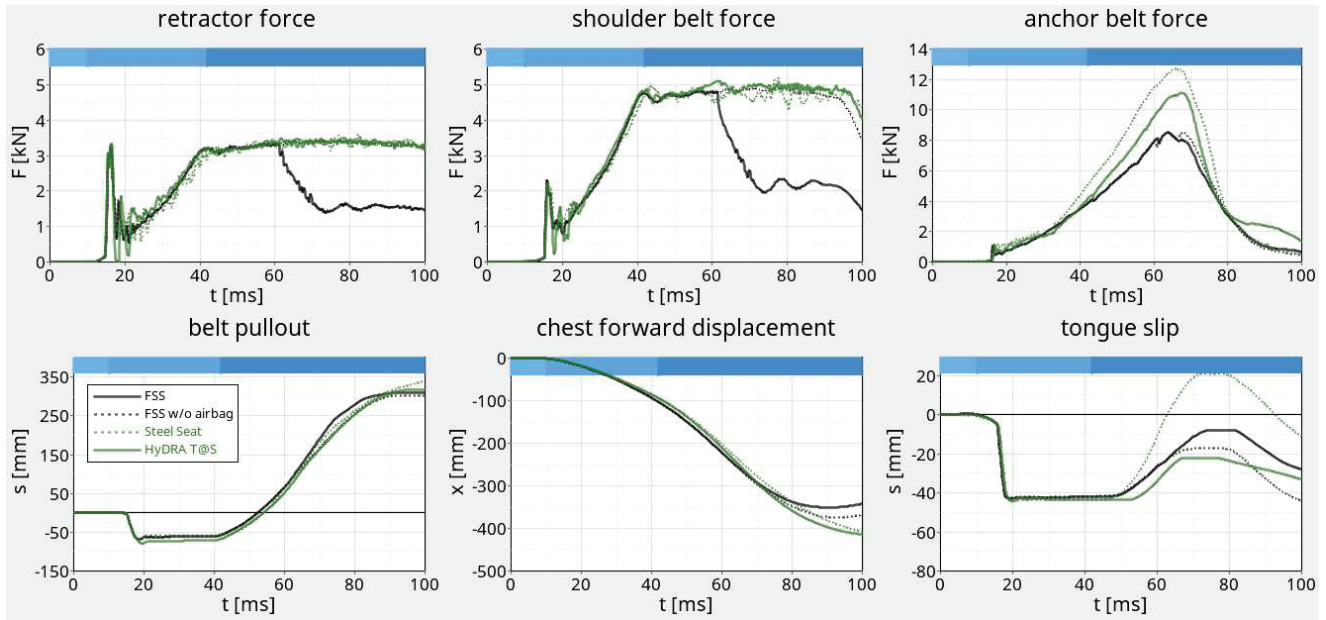 retractor force
shoulder belt force
anchor belt force
6
5
4
3
2
1
0
F [kN]
0 20 40 60 80 100
t [ms]
6
5
4
3
2
1
0
F [kN]
0 20 40 60 80 100
t [ms]
14
12
10
8
6
4
2
0
F [kN]
0 20 40 60 80 100
t [ms]
belt pullout
chest forward displacement
tongue slip
350
250
150
50
-50
-150
s [mm]
FSS
FSS w/o airbag
Steel Seat
HyDRA T@S
0 20 40 60 80 100
t [ms]
0
-100
-200
-300
-400
-500
x [mm]
0 20 40 60 80 100
t [ms]
20
0
-20
-40
-60
-80
s [mm]
0 20 40 60 80 100
t [ms]